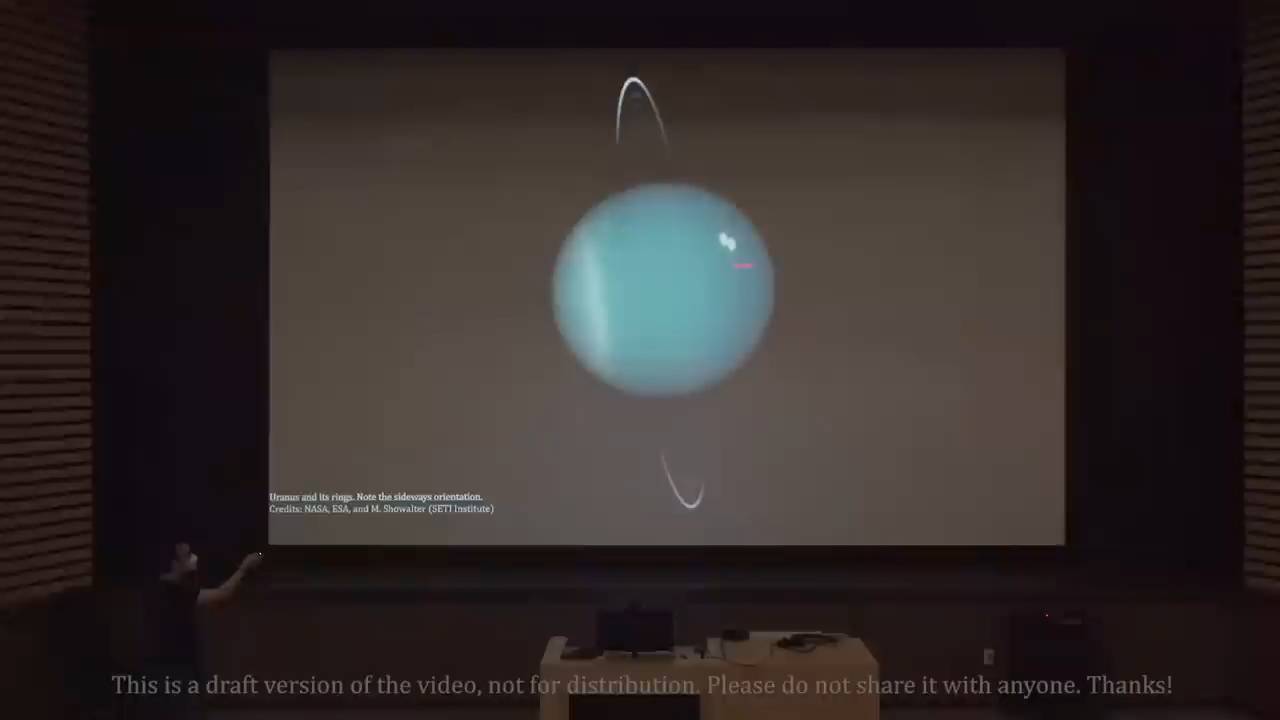 Uranus and its rings. Note the sideways orientation.
Credits: NASA, ESA, and M. Showalter (SETI Institute)
This is a draft version of the video, not for distribution. Please do not share it with anyone. Thanks!